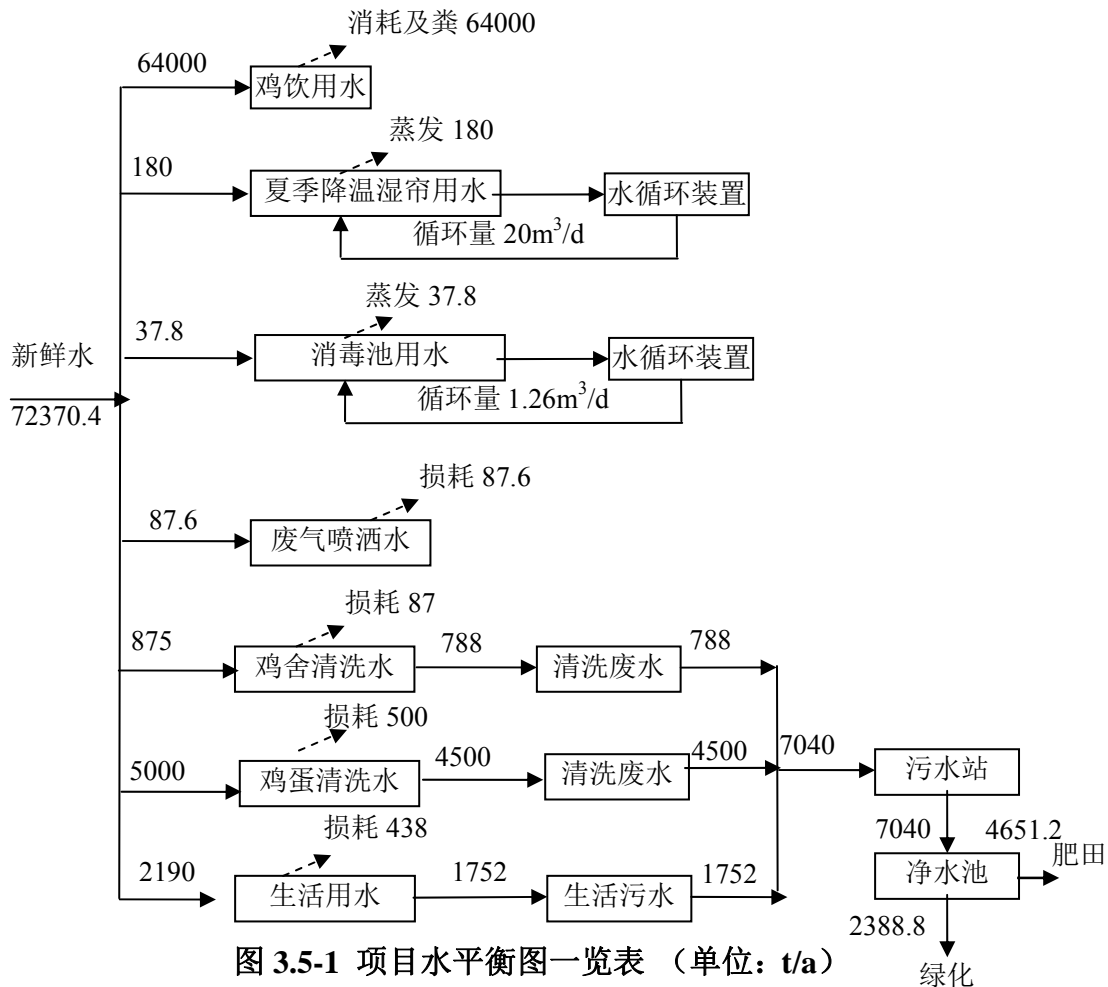 消耗及粪 64000
64000
鸡饮用水
蒸发 180
180
夏季降温湿帘用水
水循环装置
循环量 20m³/d
蒸发 37.8
37.8
消毒池用水
水循环装置
循环量 1.26m³/d
新鲜水
72370.4
损耗 87.6
87.6
废气喷洒水
损耗 87
875
鸡舍清洗水
788
清洗废水
788
损耗 500
5000
鸡蛋清洗水
4500
清洗废水
4500
7040
污水站
损耗 438
2190
生活用水
1752
生活污水
1752
7040
4651.2
肥田
净水池
2388.8
绿化
图 3.5-1 项目水平衡图一览表 （单位：t/a）